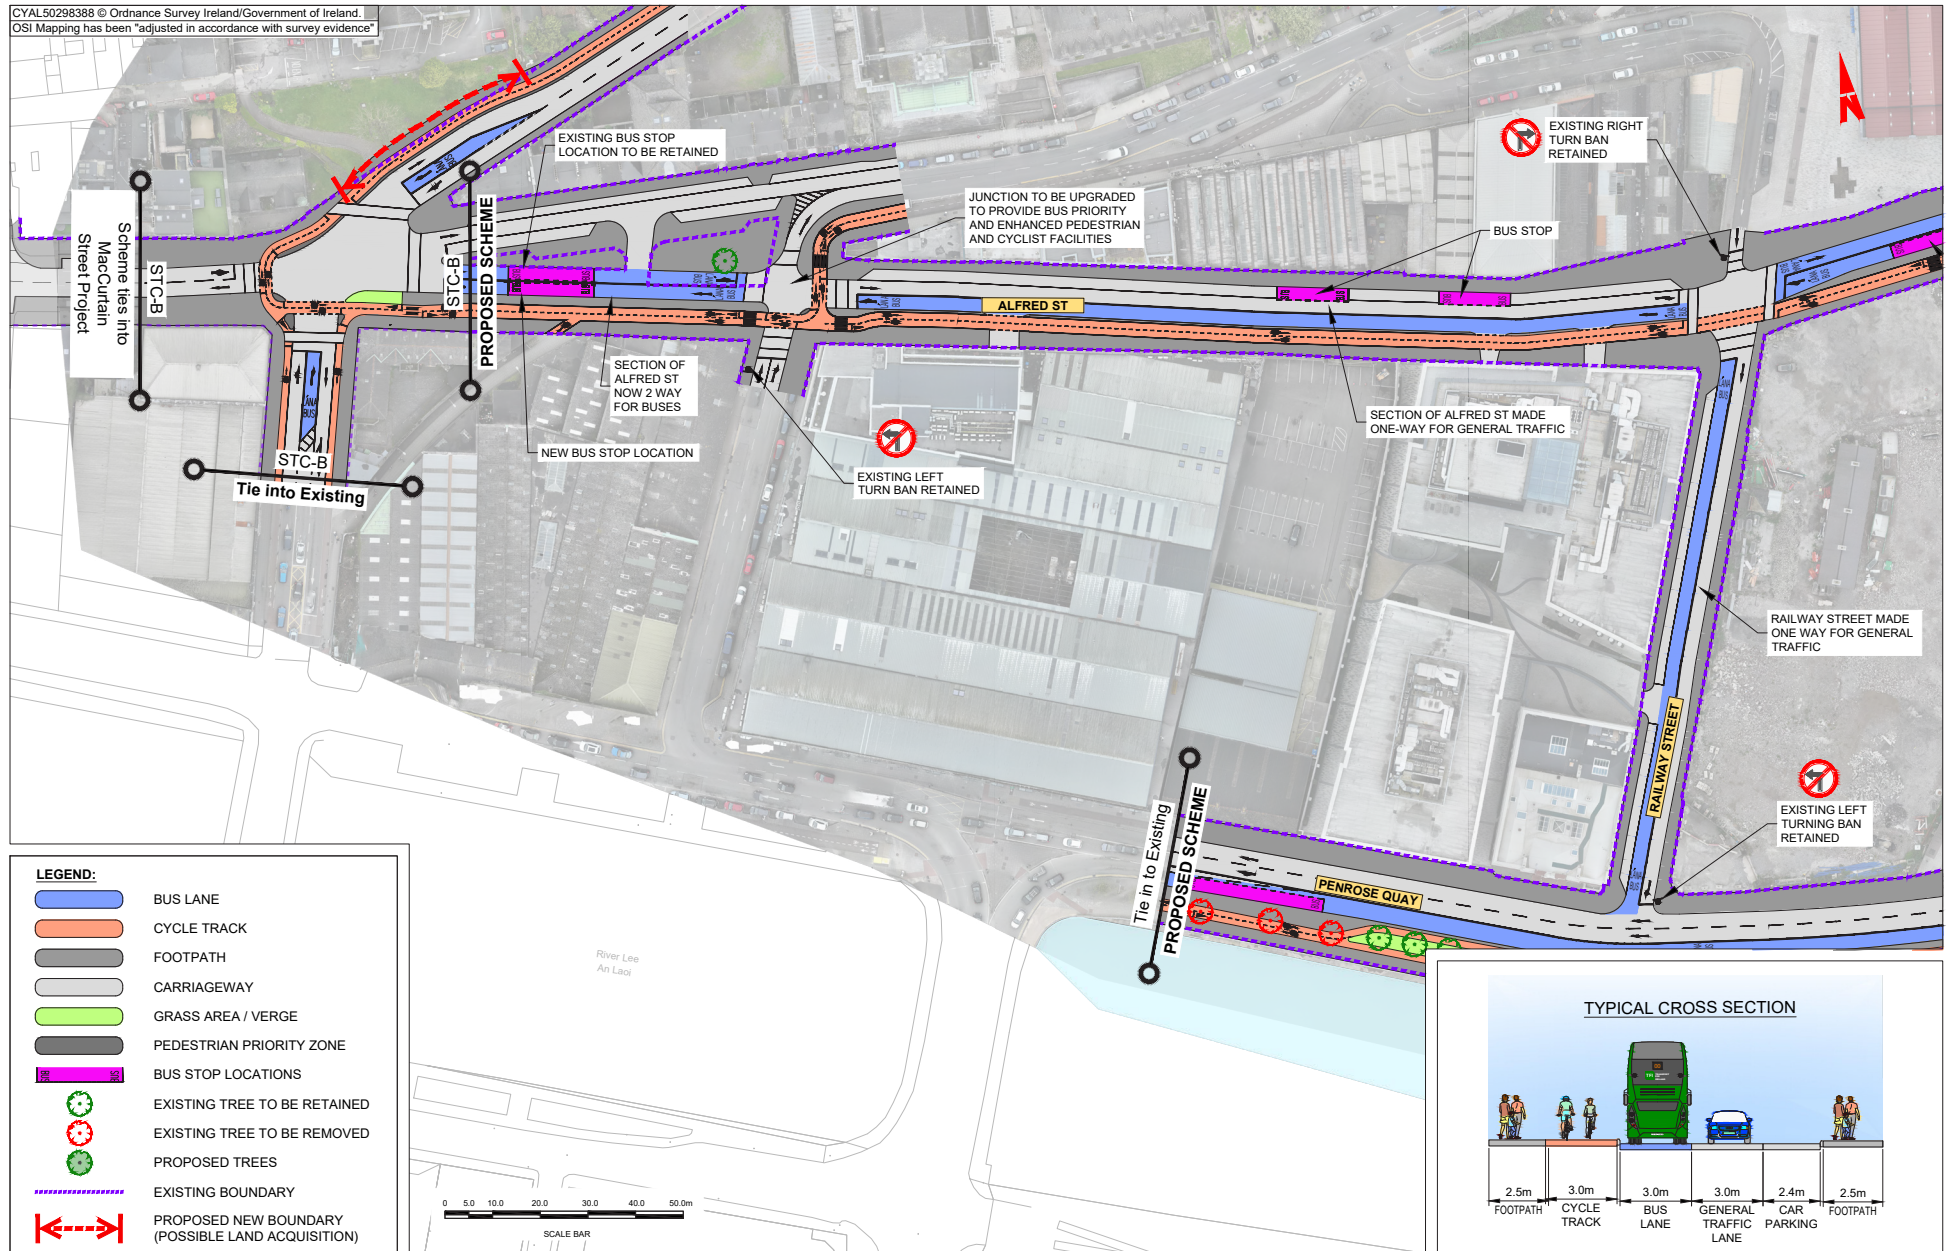 CYAL50298388 © Ordnance Survey Ireland/Government of Ireland.
OSI Mapping has been "adjusted in accordance with survey evidence"
EXISTING BUS STOP
LOCATION TO BE RETAINED
JUNCTION TO BE UPGRADED
TO PROVIDE BUS PRIORITY
AND ENHANCED PEDESTRIAN
AND CYCLIST FACILITIES
BUS STOP
EXISTING RIGHT
TURN BAN
RETAINED
N
Scheme ties into
MacCurtain
Street Project
STC-B
STC-B
PROPOSED SCHEME
ALFRED ST
SECTION OF
ALFRED ST
NOW 2 WAY
FOR BUSES
NEW BUS STOP LOCATION
EXISTING LEFT
TURN BAN RETAINED
SECTION OF ALFRED ST MADE
ONE-WAY FOR GENERAL TRAFFIC
LANA
BUS
STC-B
Tie into Existing
RAILWAY STREET MADE
ONE WAY FOR GENERAL
TRAFFIC
RAILWAY STREET
EXISTING LEFT
TURNING BAN
RETAINED
Tie in to Existing
PROPOSED SCHEME
PENROSE QUAY
River Lee
An Laoi
LEGEND:
BUS LANE
CYCLE TRACK
FOOTPATH
CARRIAGEWAY
GRASS AREA / VERGE
PEDESTRIAN PRIORITY ZONE
BUS STOP LOCATIONS
EXISTING TREE TO BE RETAINED
EXISTING TREE TO BE REMOVED
PROPOSED TREES
EXISTING BOUNDARY
PROPOSED NEW BOUNDARY
(POSSIBLE LAND ACQUISITION)
0 5.0 10.0 20.0 30.0 40.0 50.0m
SCALE BAR
TYPICAL CROSS SECTION
2.5m 3.0m 3.0m 3.0m 2.4m 2.5m
FOOTPATH
CYCLE
TRACK
BUS
LANE
GENERAL
TRAFFIC
LANE
CAR
PARKING
FOOTPATH